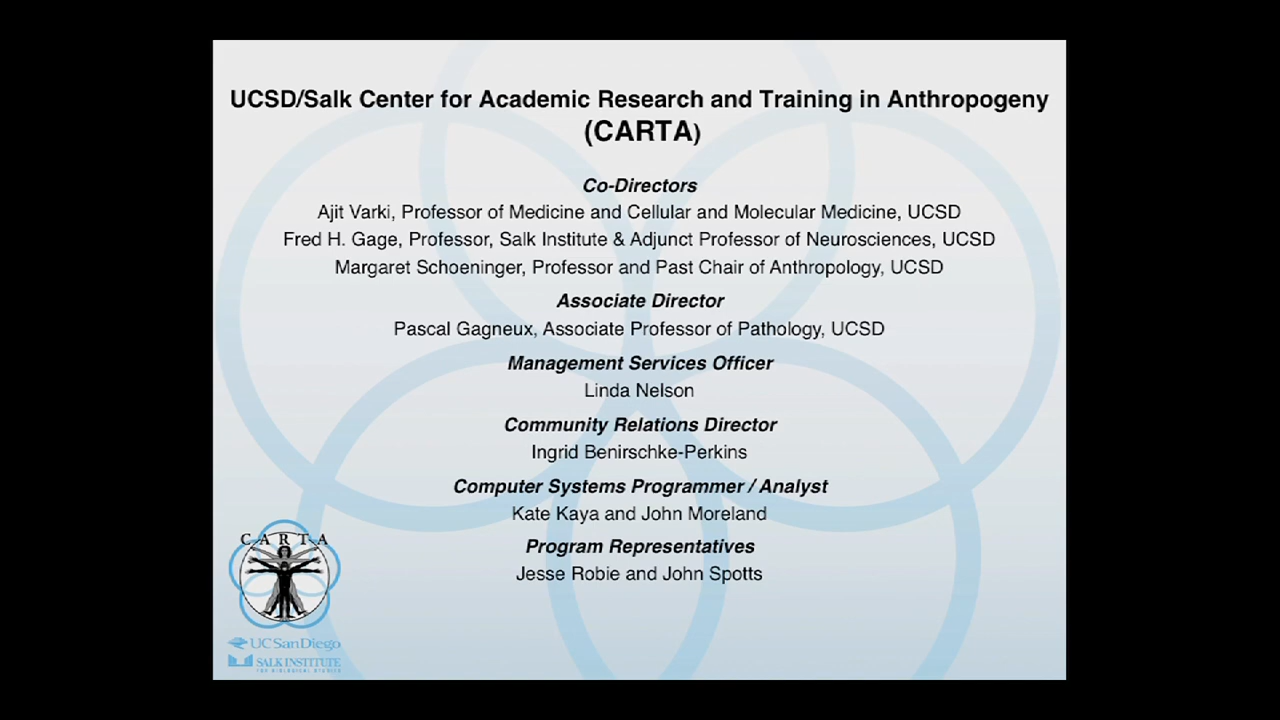 UCSD/Salk Center for Academic Research and Training in Anthropogeny
(CARTA)
Co-Directors
Ajit Varki, Professor of Medicine and Cellular and Molecular Medicine, UCSD
Fred H. Gage, Professor, Salk Institute & Adjunct Professor of Neurosciences, UCSD
Margaret Schoeninger, Professor and Past Chair of Anthropology, UCSD
Associate Director
Pascal Gagneux, Associate Professor of Pathology, UCSD
Management Services Officer
Linda Nelson
Community Relations Director
Ingrid Benirschke-Perkins
Computer Systems Programmer / Analyst
Kate Kaya and John Moreland
Program Representatives
Jesse Robie and John Spotts
CARTA
UC San Diego
SALK INSTITUTE
FOR BIOLOGICAL STUDIES